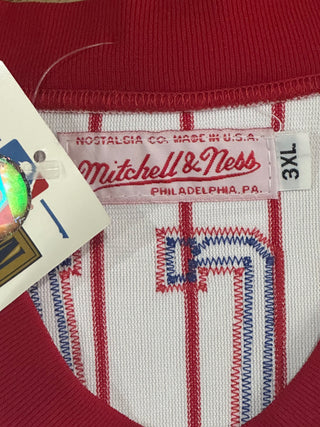 NOSTALGIA CO. MADE IN U.S.A.
Mitchell & Ness
PHILADELPHIA, PA.
3XL